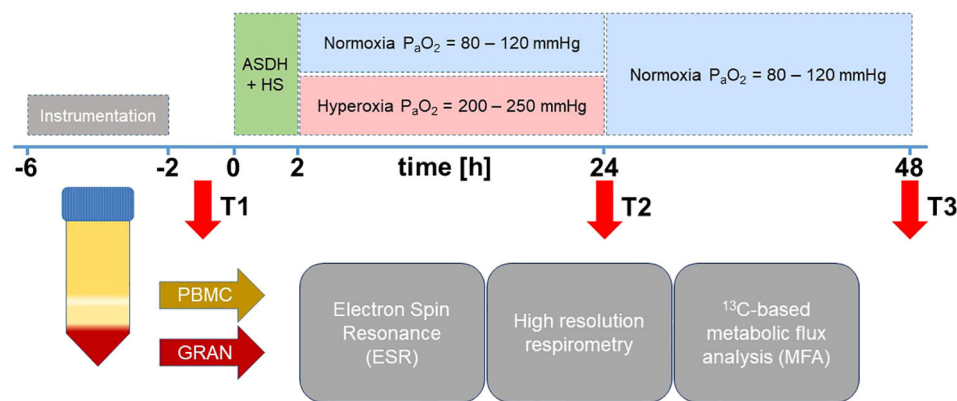 ASDH
+ HS
Normoxia PaO2 = 80 – 120 mmHg
Hyperoxia PaO2 = 200 – 250 mmHg
Normoxia PaO2 = 80 – 120 mmHg
Instrumentation
-6 -2 0 2 time [h] 24 48
T1 T2 T3
PBMC
GRAN
Electron Spin
Resonance
(ESR)
High resolution
respirometry
13C-based
metabolic flux
analysis (MFA)